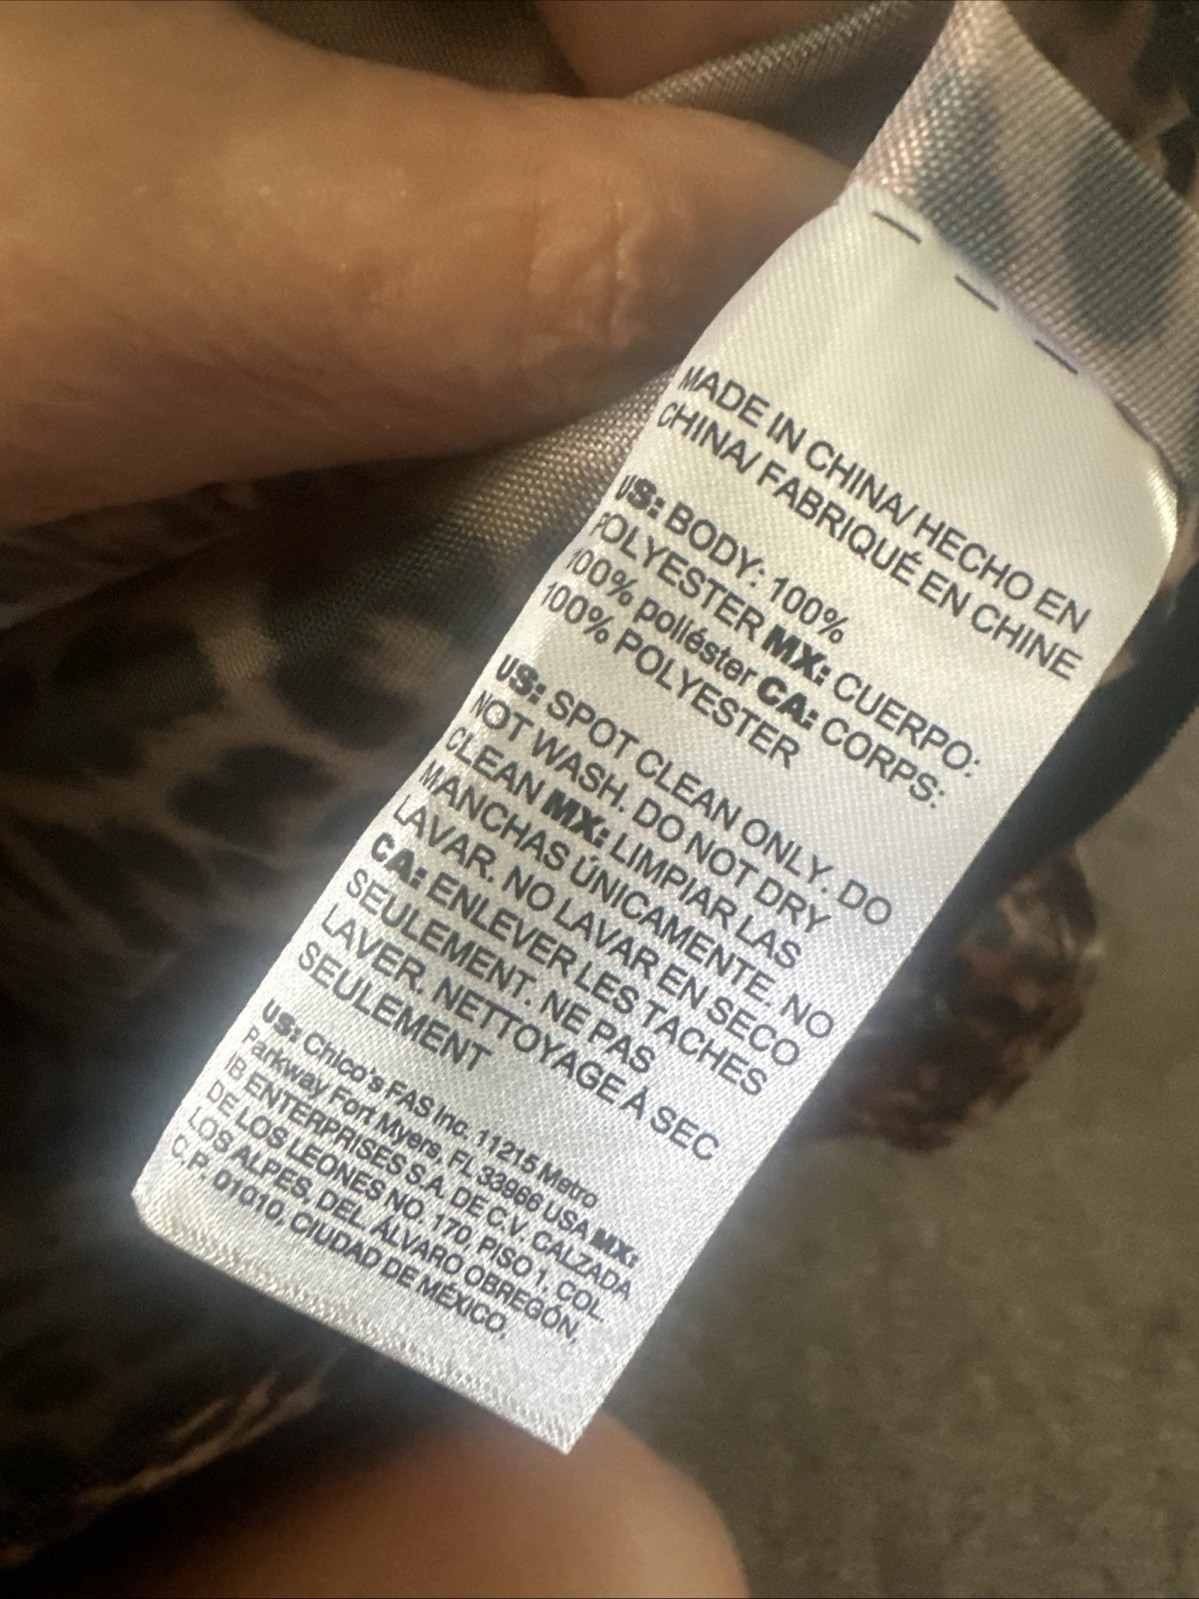 MADE IN CHINA/ HECHO EN
CHINA/ FABRIQUÉ EN CHINE
US: BODY: 100%
POLYESTER MX: CUERPO:
100% poliéster CA: CORPS:
100% POLYESTER
US: SPOT CLEAN ONLY. DO
NOT WASH. DO NOT DRY
CLEAN MX: LIMPIAR LAS
MANCHAS ÚNICAMENTE. NO
LAVAR. NO LAVAR EN SECO
CA: ENLEVER LES TACHES
SEULEMENT. NE PAS
LAVER. NETTOYAGE À SEC
SEULEMENT
US: Chico's FAS Inc. 11215 Metro
Parkway Fort Myers, FL 33966 USA MX:
IB ENTERPRISES S.A. DE C.V. CALZADA
DE LOS LEONES NO. 170, PISO 1, COL.
LOS ALPES, DEL. ÁLVARO OBREGÓN,
C.P. 01010, CIUDAD DE MÉXICO,